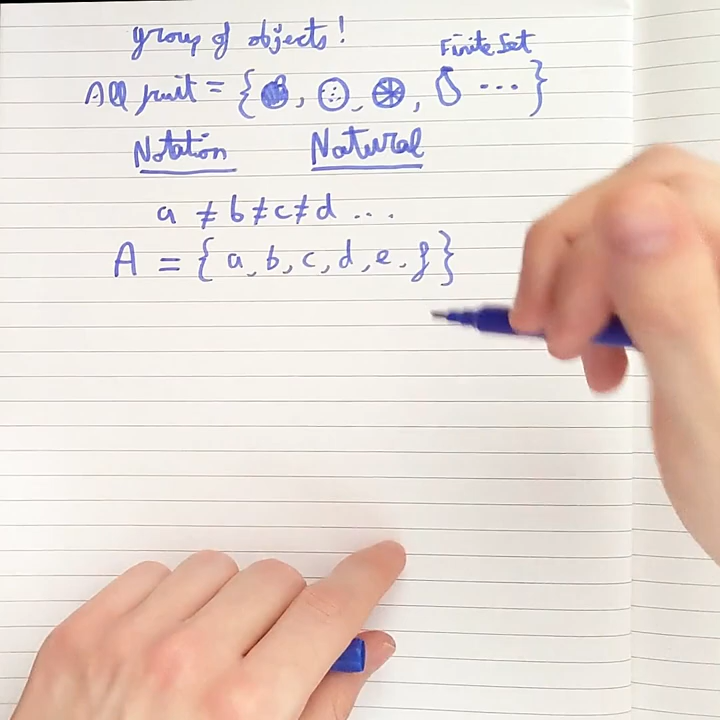 group of objects!
Finite Set
All fruit = { , , , ... }
Notation Natural
a ≠ b ≠ c ≠ d ...
A = { a, b, c, d, e, f }